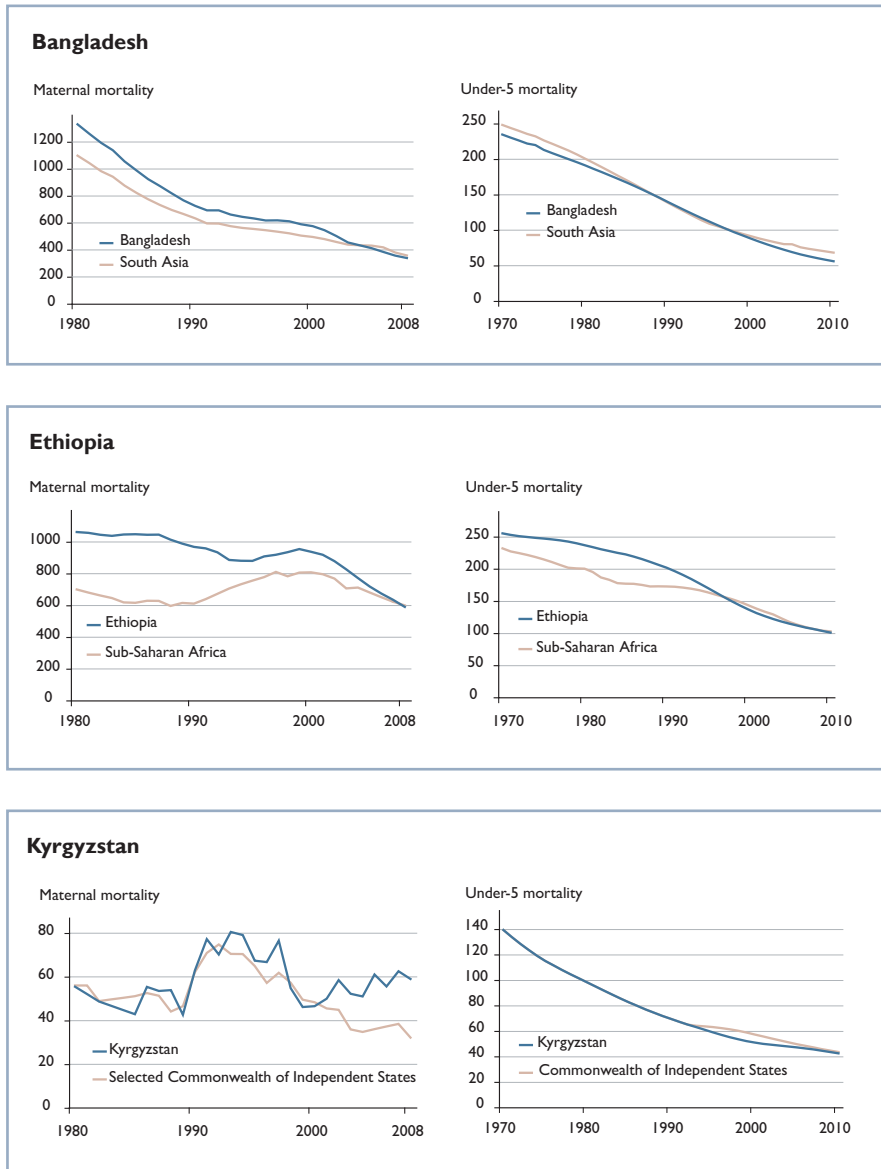 Bangladesh
Maternal mortality
1200
1000
800
600
400
200
0
Bangladesh
South Asia
1980 1990 2000 2008
Under-5 mortality
250
200
150
100
50
0
Bangladesh
South Asia
1970 1980 1990 2000 2010
Ethiopia
Maternal mortality
1000
800
600
400
200
0
Ethiopia
Sub-Saharan Africa
1980 1990 2000 2008
Under-5 mortality
250
200
150
100
50
0
Ethiopia
Sub-Saharan Africa
1970 1980 1990 2000 2010
Kyrgyzstan
Maternal mortality
80
60
40
20
0
Kyrgyzstan
Selected Commonwealth of Independent States
1980 1990 2000 2008
Under-5 mortality
140
120
100
80
60
40
20
0
Kyrgyzstan
Commonwealth of Independent States
1970 1980 1990 2000 2010